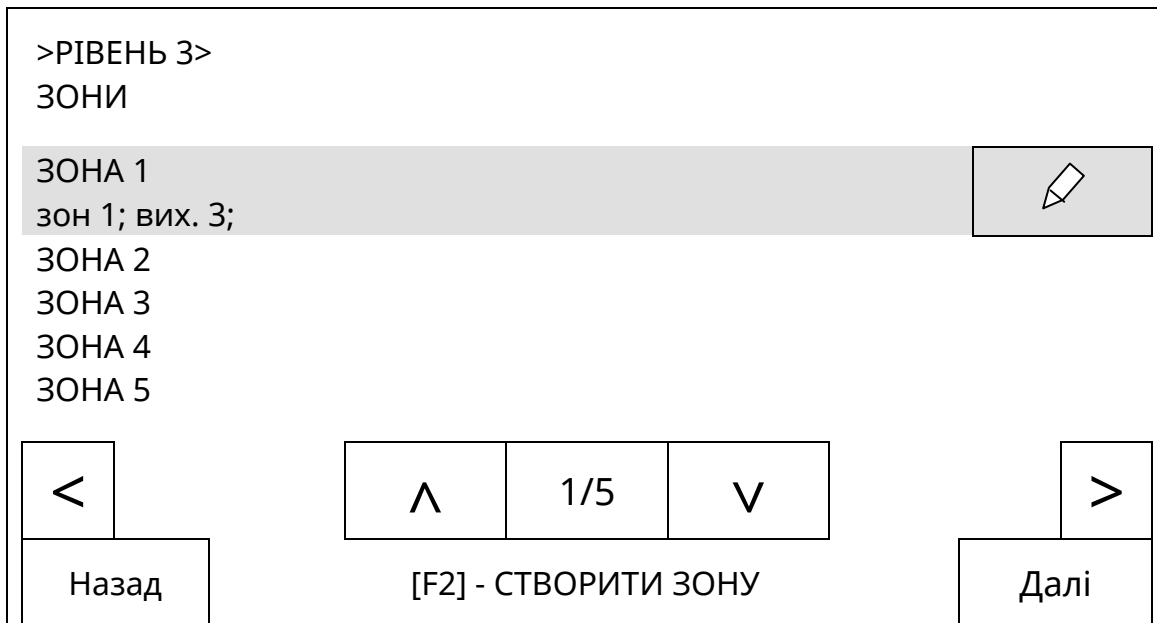 >РІВЕНЬ 3>
ЗОНИ
ЗОНА 1
зон 1; вих. 3;
ЗОНА 2
ЗОНА 3
ЗОНА 4
ЗОНА 5
< ʌ 1/5 v >
Назад [F2] - СТВОРИТИ ЗОНУ Далі